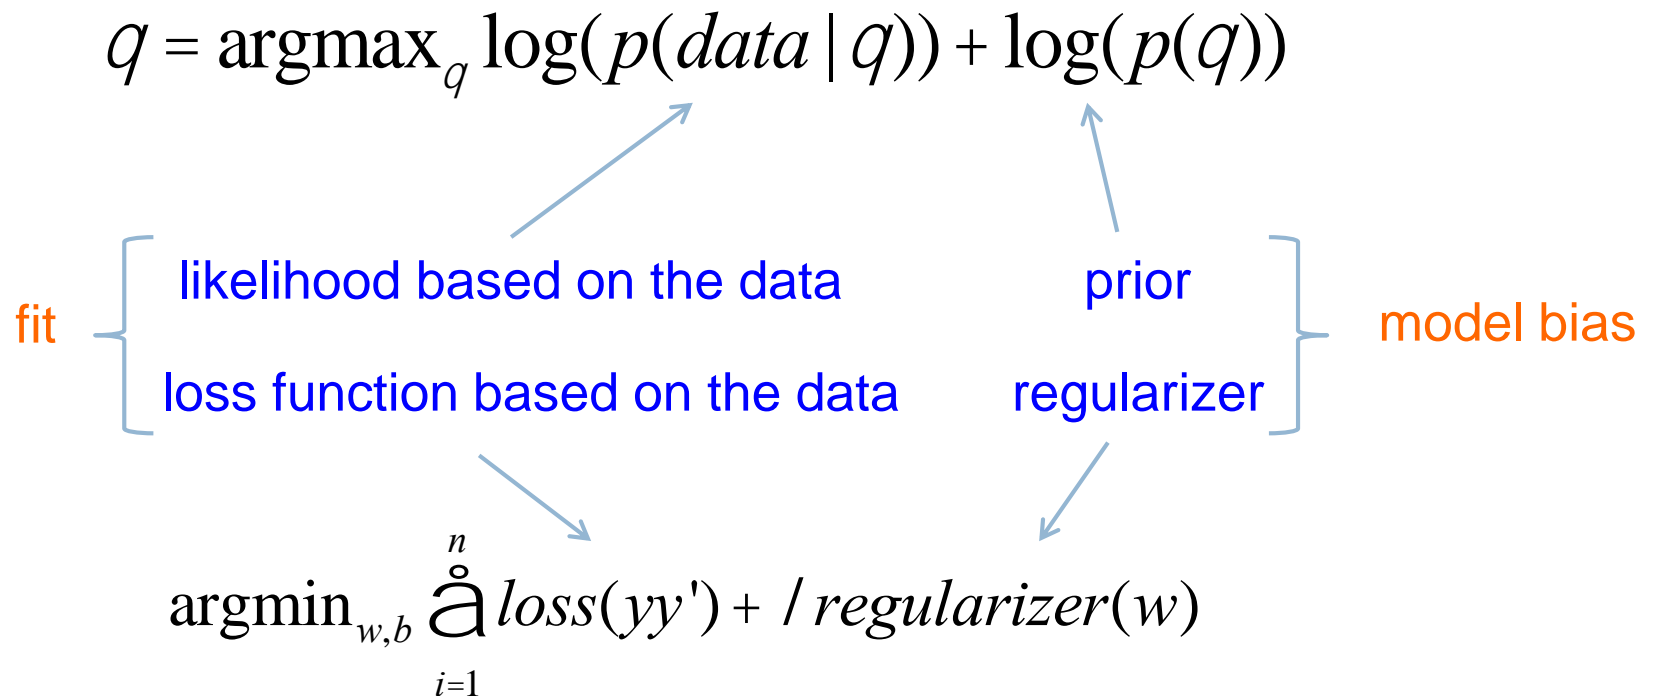 q = argmax_q log(p(data | q)) + log(p(q))
likelihood based on the data
prior
fit
model bias
loss function based on the data
regularizer
n
argmin_{w,b} å loss(yy') + l regularizer(w)
i=1